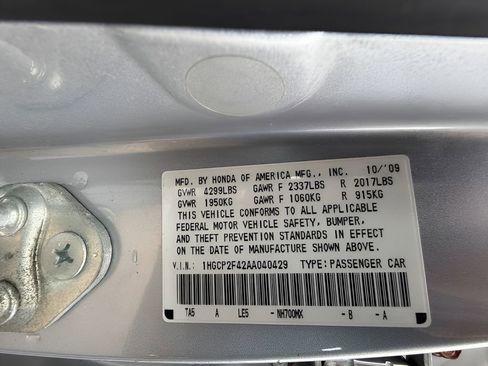 MFD. BY HONDA OF AMERICA MFG., INC. 10/'09
GVWR 4299LBS GAWR F 2337LBS R 2017LBS
GVWR 1950KG GAWR F 1060KG R 915KG
THIS VEHICLE CONFORMS TO ALL APPLICABLE
FEDERAL MOTOR VEHICLE SAFETY, BUMPER,
AND THEFT PREVENTION STANDARDS IN EFFECT
ON THE DATE OF MANUFACTURE SHOWN ABOVE.
V.I.N.: 1HGCP2F42AA040429 TYPE: PASSENGER CAR
TA5 A LE5 -NH700MX -B -A